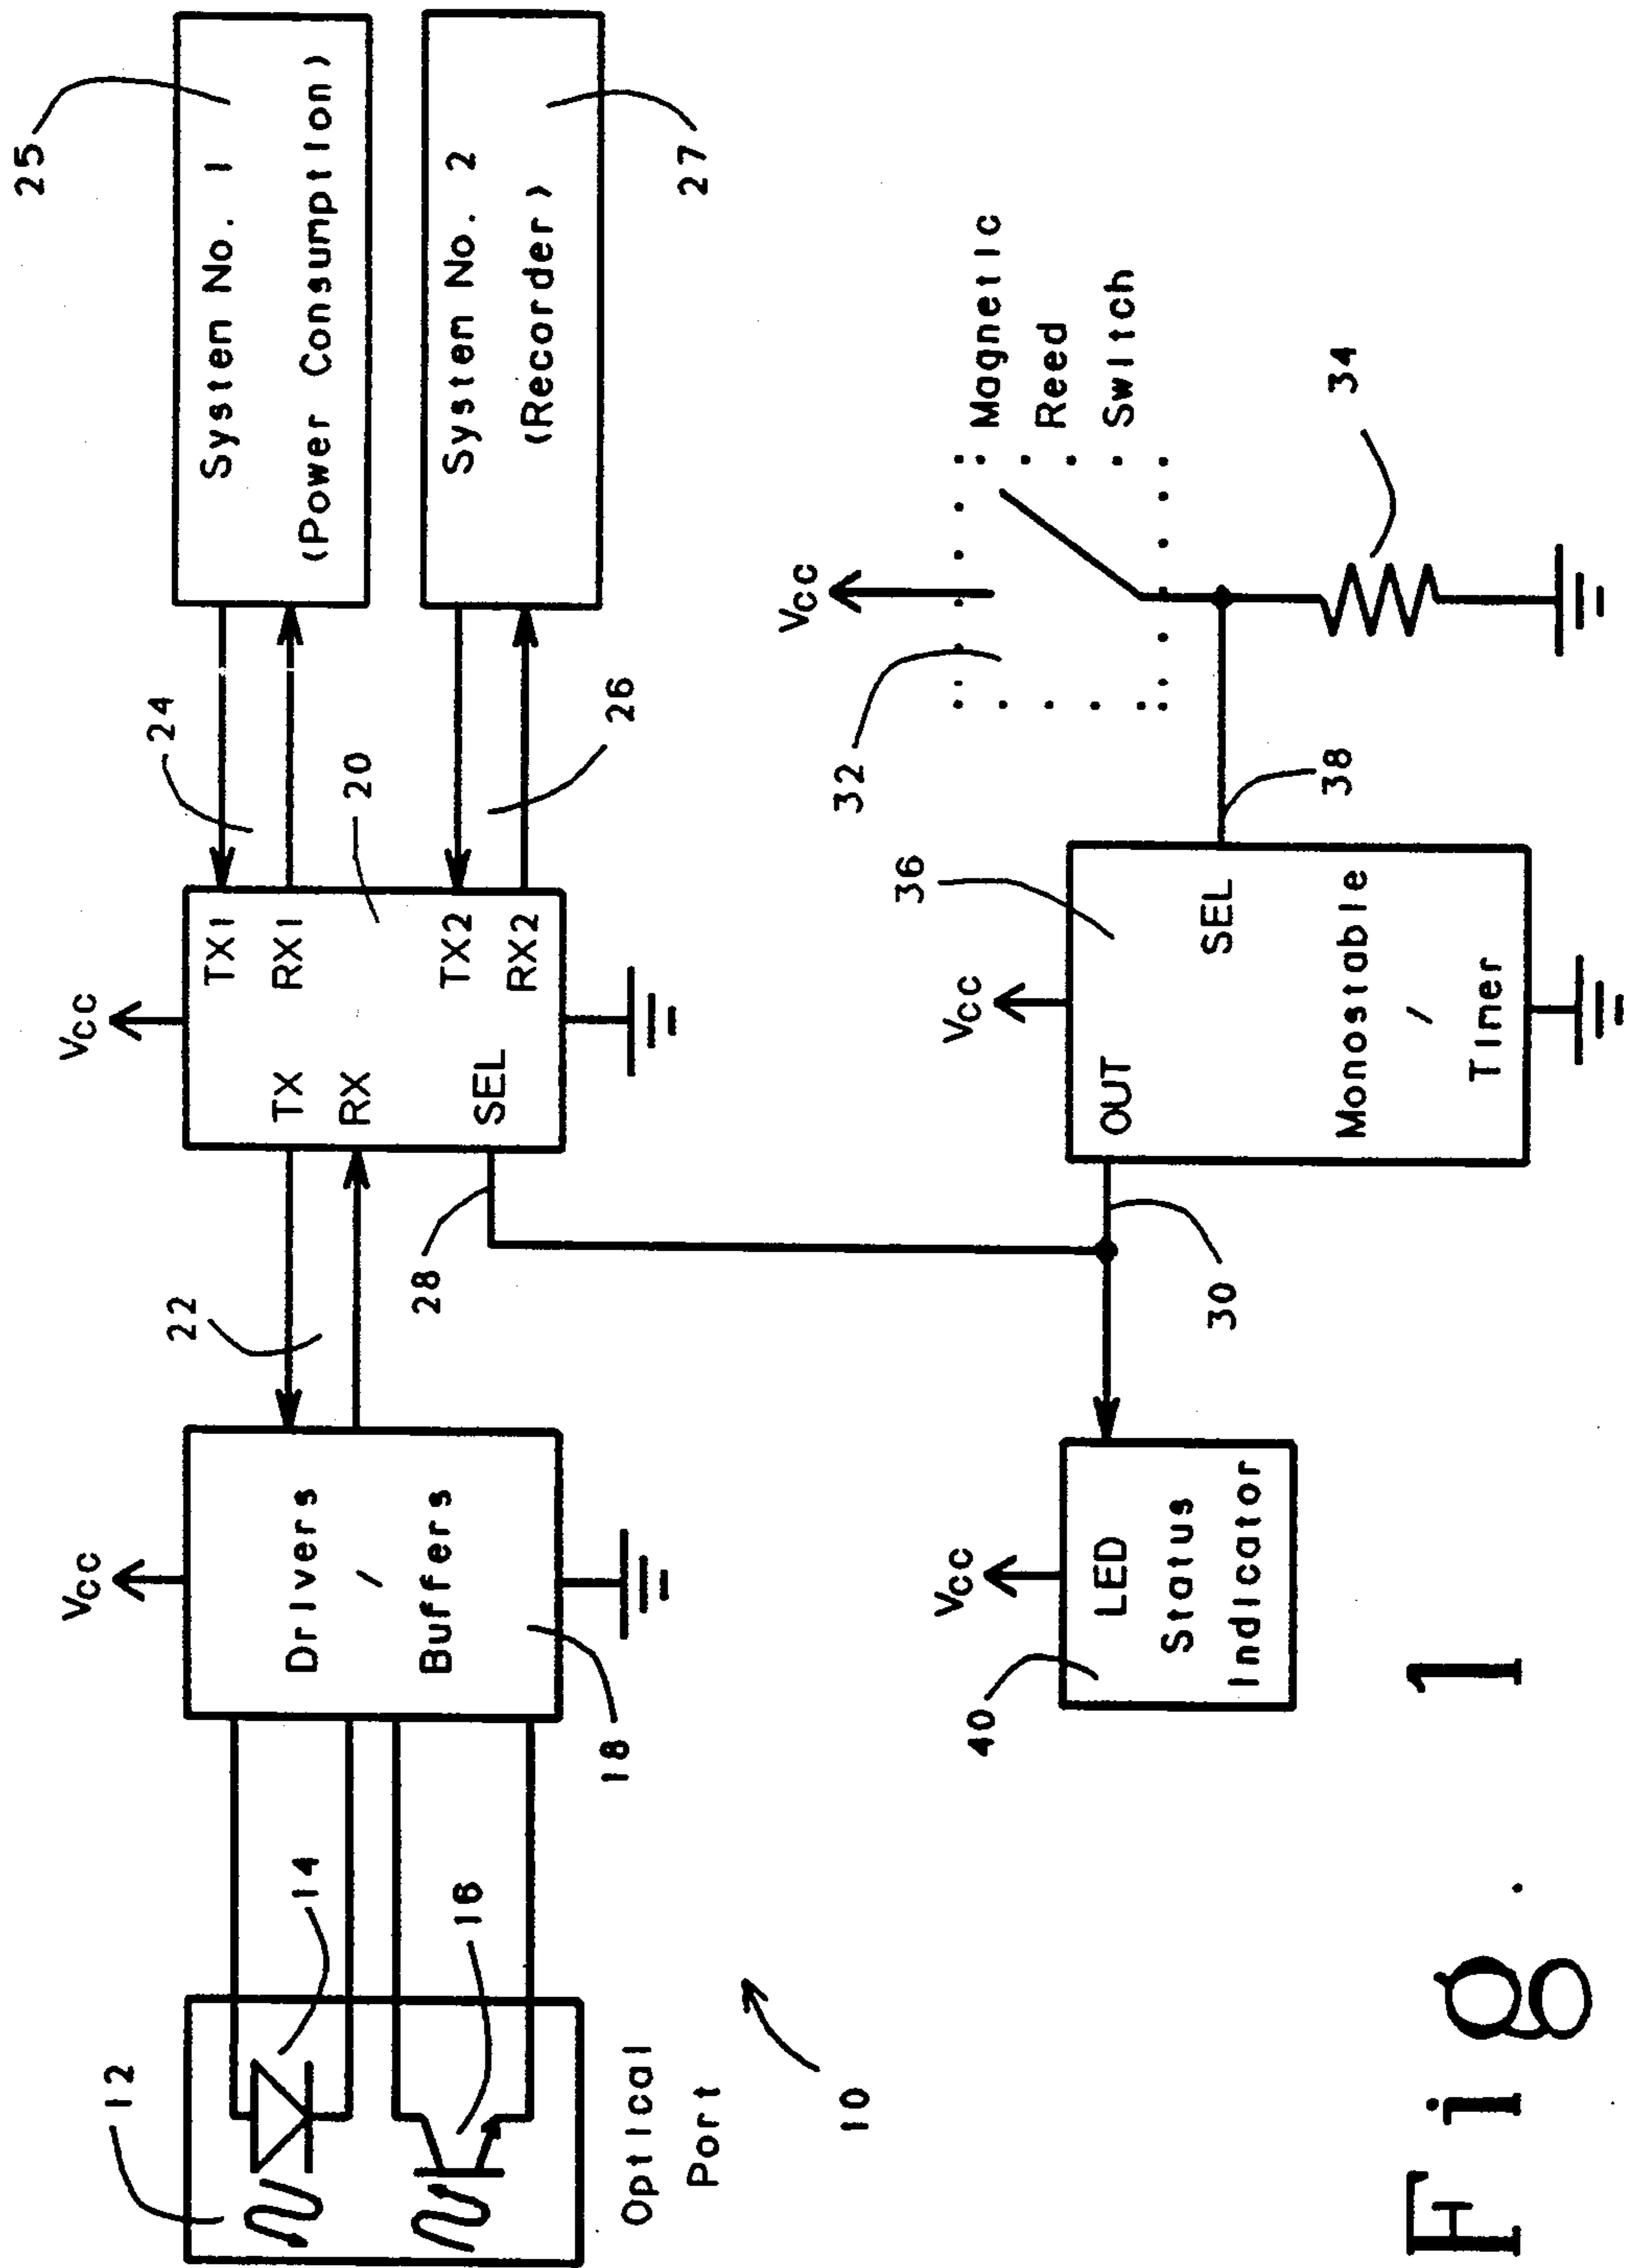 25
System No. 1
(Power Consumption)
System No. 2
(Recorder)
27
24
20
26
Vcc
TX1
RX1
TX2
RX2
TX
RX
SEL
22
28
Vcc
Drivers
/
Buffers
18
12
14
16
Optical
Port
10
Vcc
32
Magnetic
Reed
Switch
34
38
36
Vcc
OUT
SEL
Monostable
/
Timer
30
Vcc
LED
Status
Indicator
40
Fig. 1